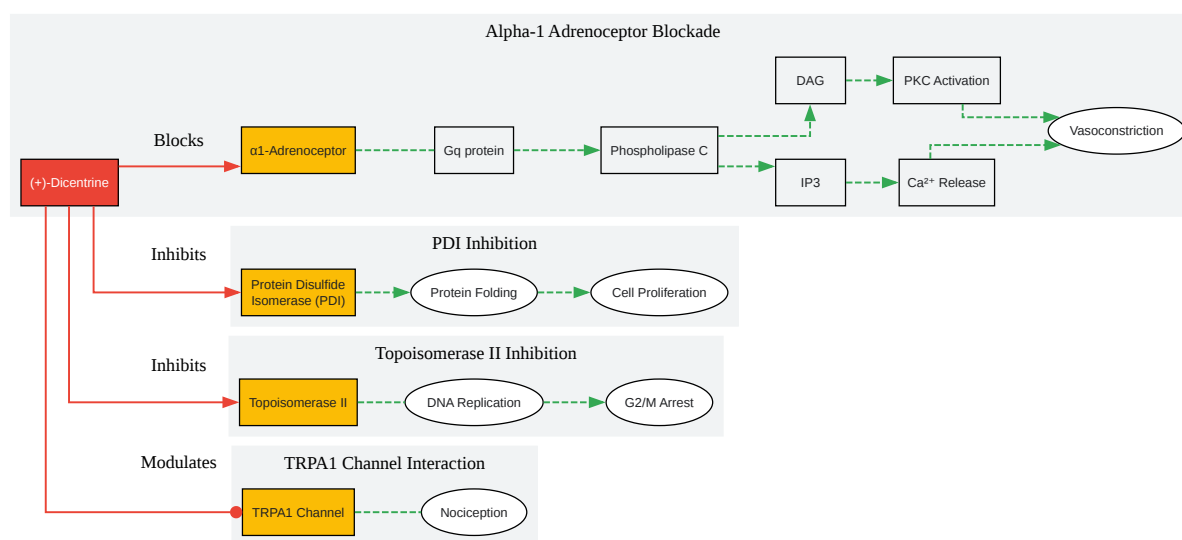 Alpha-1 Adrenoceptor Blockade
DAG
PKC Activation
Blocks
α1-Adrenoceptor
Gq protein
Phospholipase C
Vasoconstriction
(+)-Dicentrine
IP3
Ca²⁺ Release
PDI Inhibition
Inhibits
Protein Disulfide
Isomerase (PDI)
Protein Folding
Cell Proliferation
Topoisomerase II Inhibition
Inhibits
Topoisomerase II
DNA Replication
G2/M Arrest
Modulates
TRPA1 Channel Interaction
TRPA1 Channel
Nociception